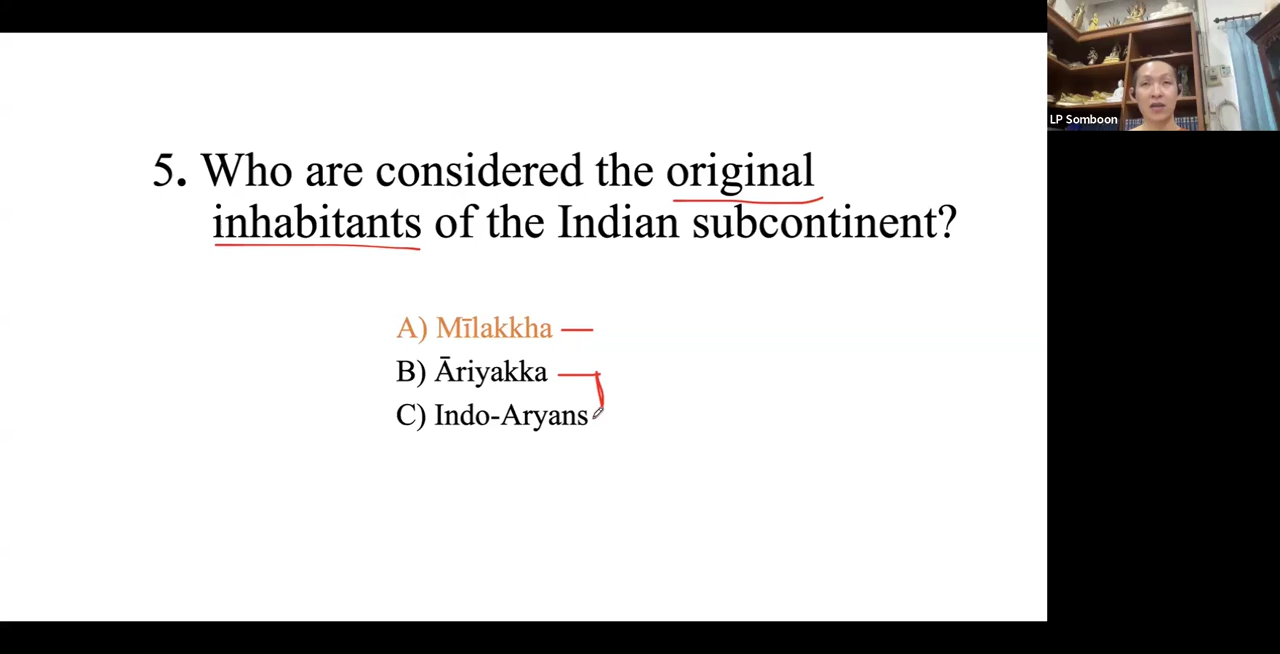 LP Somboon
5. Who are considered the original
inhabitants of the Indian subcontinent?
A) Mīlakkha
B) Āriyakka
C) Indo-Aryans